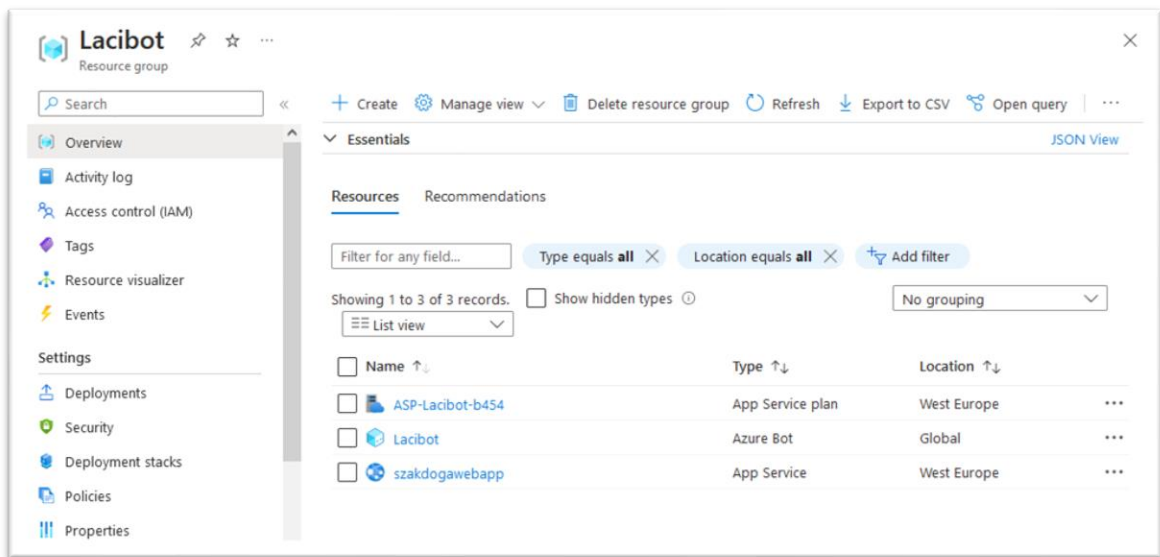 Lacibot
Resource group
Search
Overview
Activity log
Access control (IAM)
Tags
Resource visualizer
Events
Settings
Deployments
Security
Deployment stacks
Policies
Properties
Create Manage view Delete resource group Refresh Export to CSV Open query
Essentials JSON View
Resources Recommendations
Filter for any field... Type equals all Location equals all Add filter
Showing 1 to 3 of 3 records. Show hidden types No grouping
List view
Name Type Location
ASP-Lacibot-b454 App Service plan West Europe
Lacibot Azure Bot Global
szakdogawebapp App Service West Europe